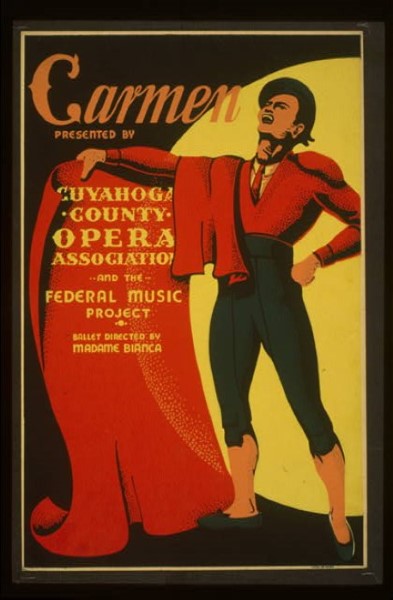 Carmen
PRESENTED BY
CUYAHOGA
·COUNTY·
OPERA
ASSOCIATION
··AND THE··
FEDERAL MUSIC
PROJECT
BALLET DIRECTED BY
MADAME BIANCA